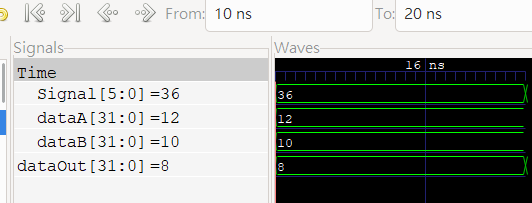 From: 10 ns To: 20 ns
Signals
Waves
Time
16 ns
Signal[5:0]=36
36
dataA[31:0]=12
12
dataB[31:0]=10
10
dataOut[31:0]=8
8